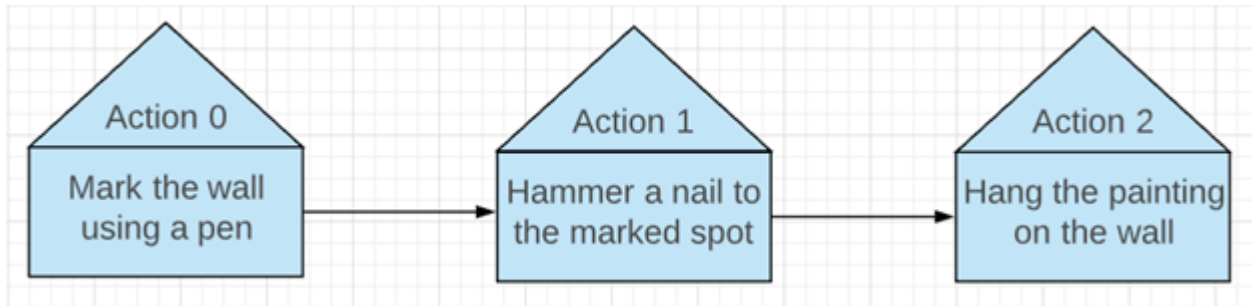 Action 0
Mark the wall
using a pen
Action 1
Hammer a nail to
the marked spot
Action 2
Hang the painting
on the wall